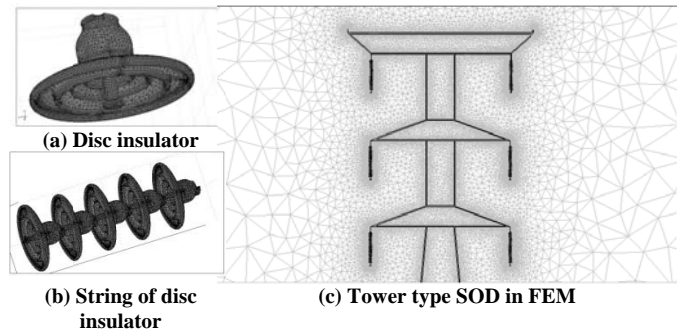 (a) Disc insulator
(b) String of disc
insulator
(c) Tower type SOD in FEM